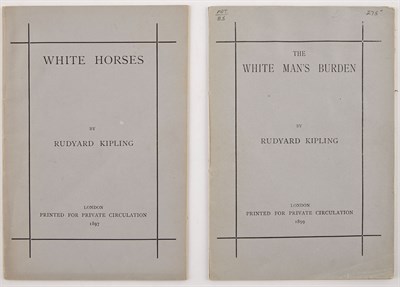 WHITE HORSES
BY
RUDYARD KIPLING
LONDON
PRINTED FOR PRIVATE CIRCULATION
1897
THE
WHITE MAN'S BURDEN
BY
RUDYARD KIPLING
LONDON
PRINTED FOR PRIVATE CIRCULATION
1899